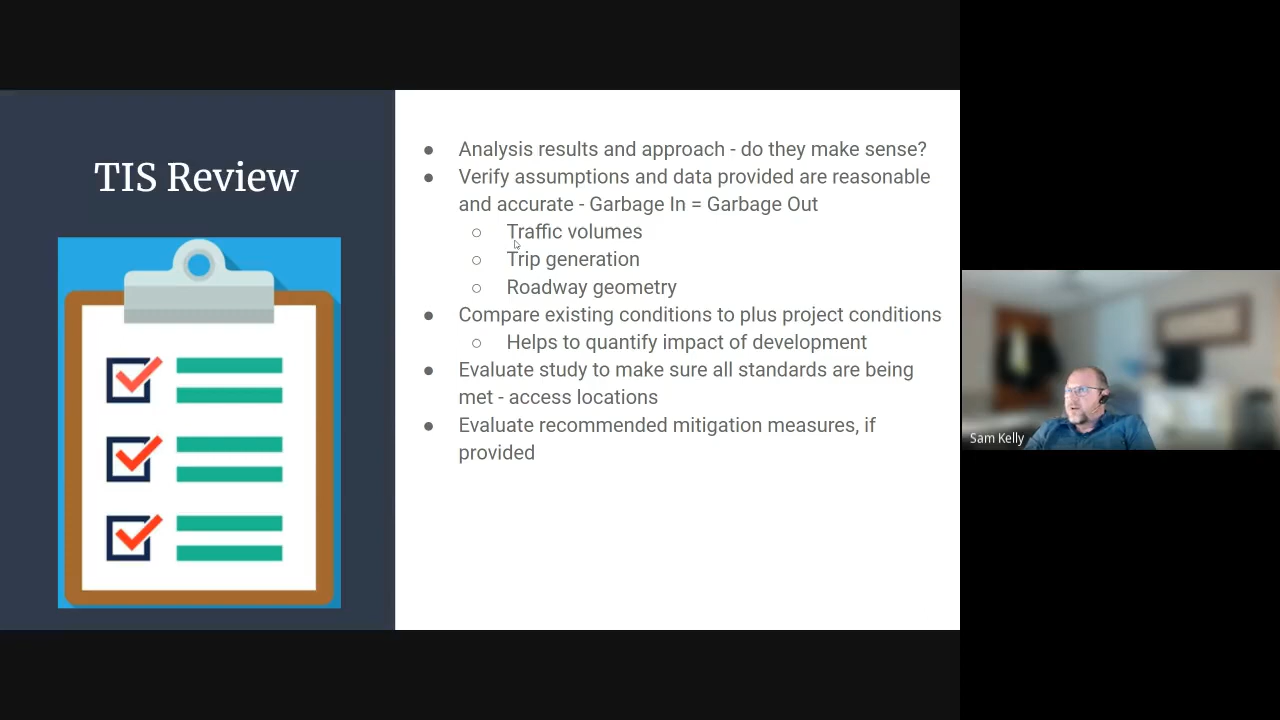 TIS Review
● Analysis results and approach - do they make sense?
● Verify assumptions and data provided are reasonable
and accurate - Garbage In = Garbage Out
○ Traffic volumes
○ Trip generation
○ Roadway geometry
● Compare existing conditions to plus project conditions
○ Helps to quantify impact of development
● Evaluate study to make sure all standards are being
met - access locations
● Evaluate recommended mitigation measures, if
provided
Sam Kelly